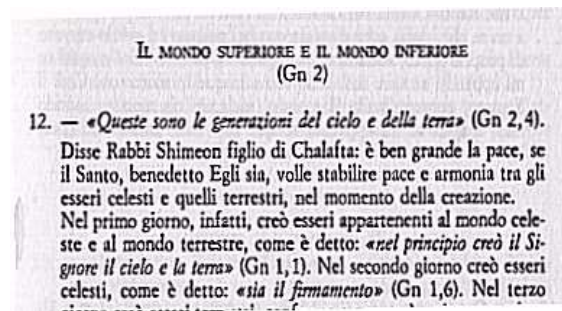 IL MONDO SUPERIORE E IL MONDO INFERIORE
(Gn 2)
12. — «Queste sono le generazioni del cielo e della terra» (Gn 2,4).
Disse Rabbi Shimeon figlio di Chalafta: è ben grande la pace, se
il Santo, benedetto Egli sia, volle stabilire pace e armonia tra gli
esseri celesti e quelli terrestri, nel momento della creazione.
Nel primo giorno, infatti, creò esseri appartenenti al mondo cele-
ste e al mondo terrestre, come è detto: «nel principio creò il Si-
gnore il cielo e la terra» (Gn 1,1). Nel secondo giorno creò esseri
celesti, come è detto: «sia il firmamento» (Gn 1,6). Nel terzo